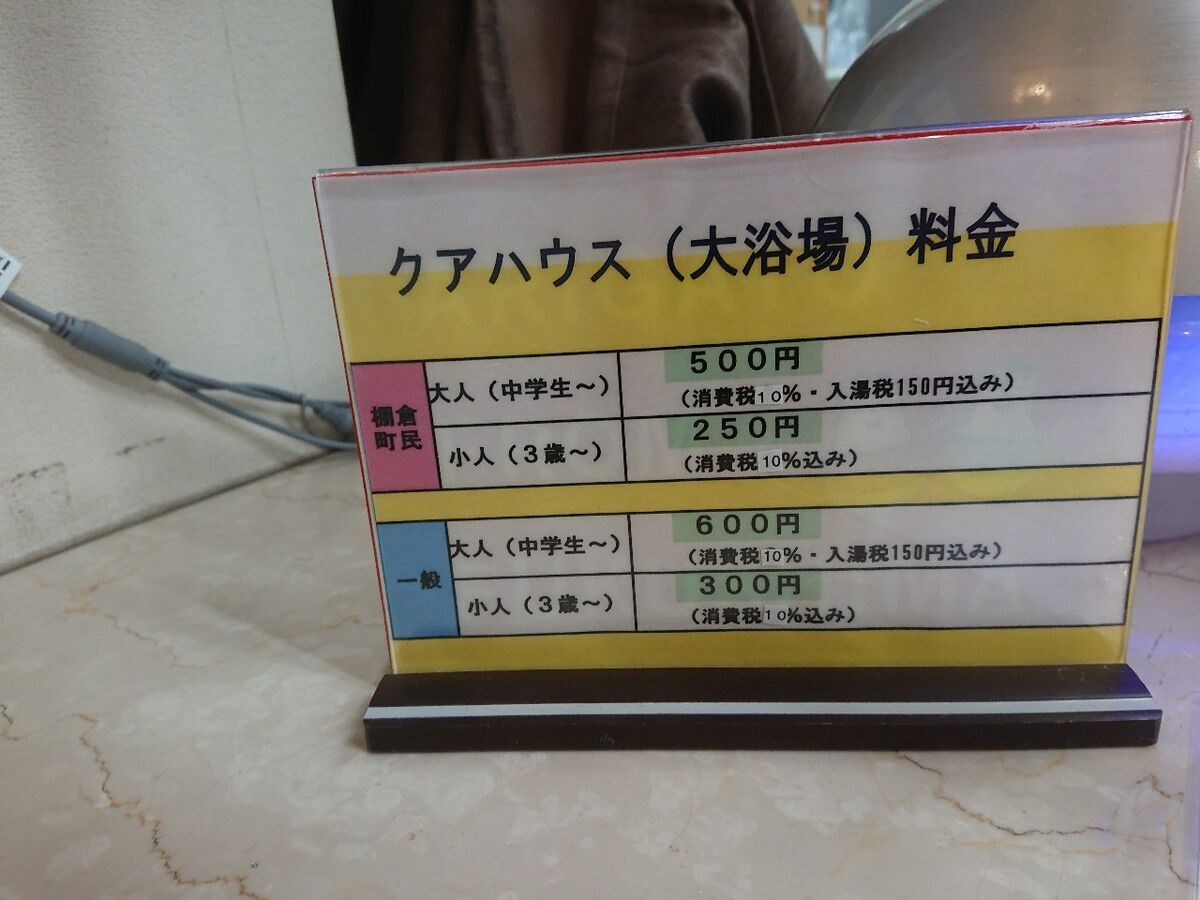 クアハウス（大浴場）料金
棚倉
町民
大人（中学生～）
５００円
（消費税１０％・入湯税150円込み）
小人（３歳～）
２５０円
（消費税10％込み）
一般
大人（中学生～）
６００円
（消費税10％・入湯税150円込み）
小人（３歳～）
３００円
（消費税１０％込み）